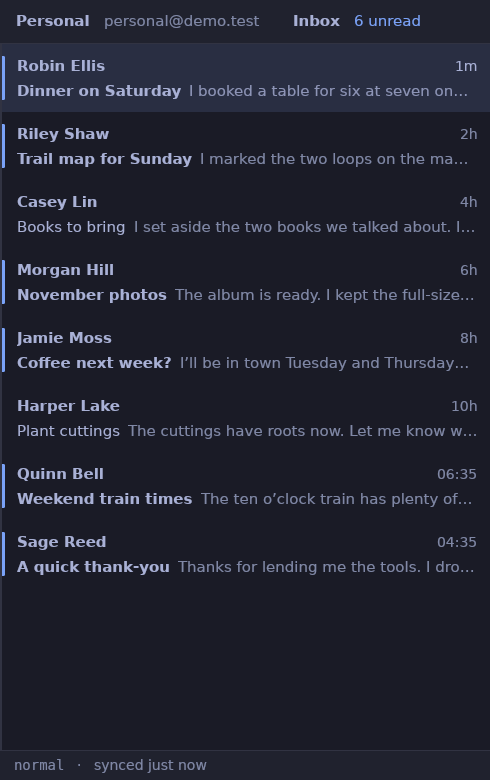 Personal personal@demo.test Inbox 6 unread
Robin Ellis 1m
Dinner on Saturday I booked a table for six at seven on…
Riley Shaw 2h
Trail map for Sunday I marked the two loops on the ma…
Casey Lin 4h
Books to bring I set aside the two books we talked about. I…
Morgan Hill 6h
November photos The album is ready. I kept the full-size…
Jamie Moss 8h
Coffee next week? I’ll be in town Tuesday and Thursday…
Harper Lake 10h
Plant cuttings The cuttings have roots now. Let me know w…
Quinn Bell 06:35
Weekend train times The ten o’clock train has plenty of…
Sage Reed 04:35
A quick thank-you Thanks for lending me the tools. I dro…
normal · synced just now